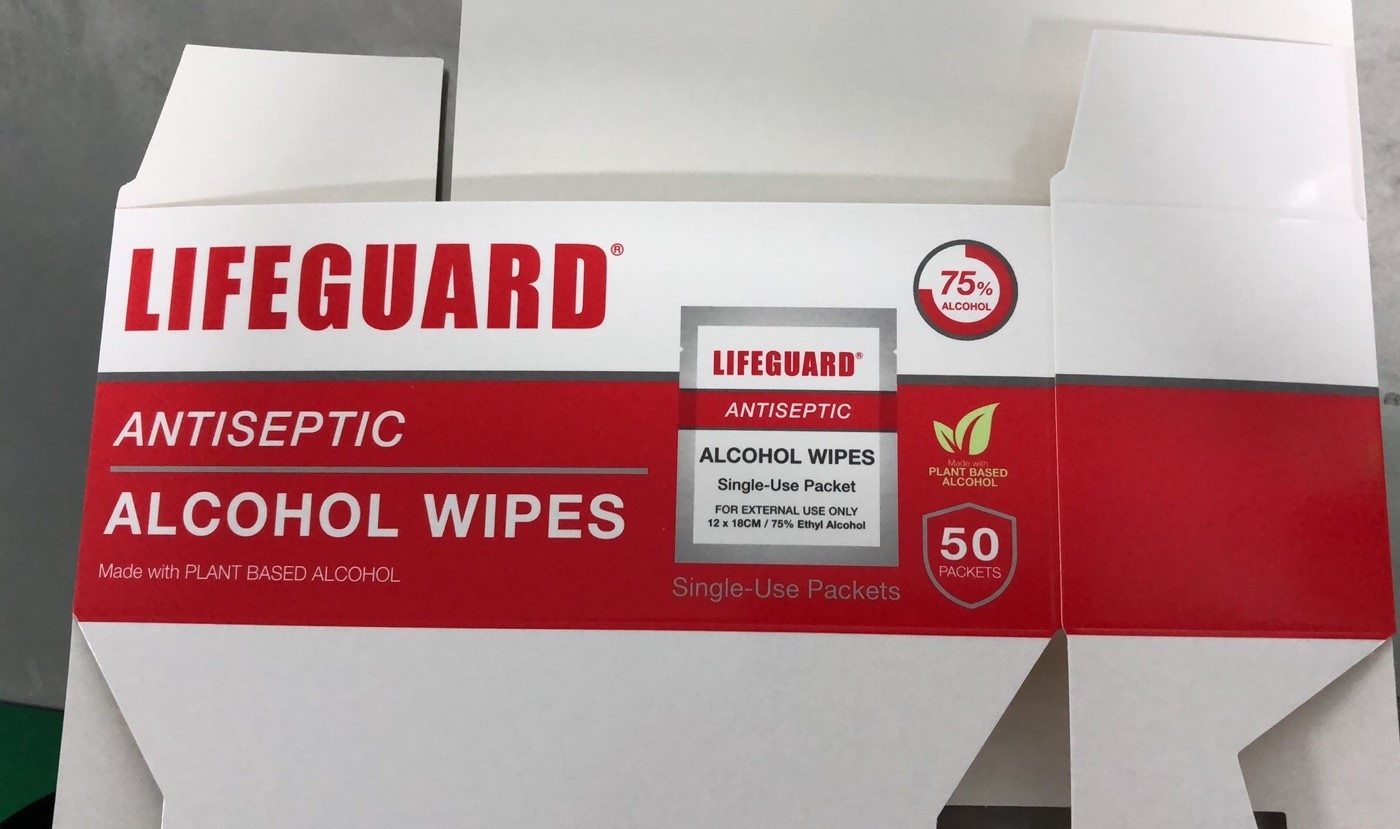 LIFEGUARD®
75%
ALCOHOL
LIFEGUARD®
ANTISEPTIC
ALCOHOL WIPES
Single-Use Packet
FOR EXTERNAL USE ONLY
12 x 18CM / 75% Ethyl Alcohol
ANTISEPTIC
ALCOHOL WIPES
Made with PLANT BASED ALCOHOL
Single-Use Packets
Made with
PLANT BASED
ALCOHOL
50
PACKETS